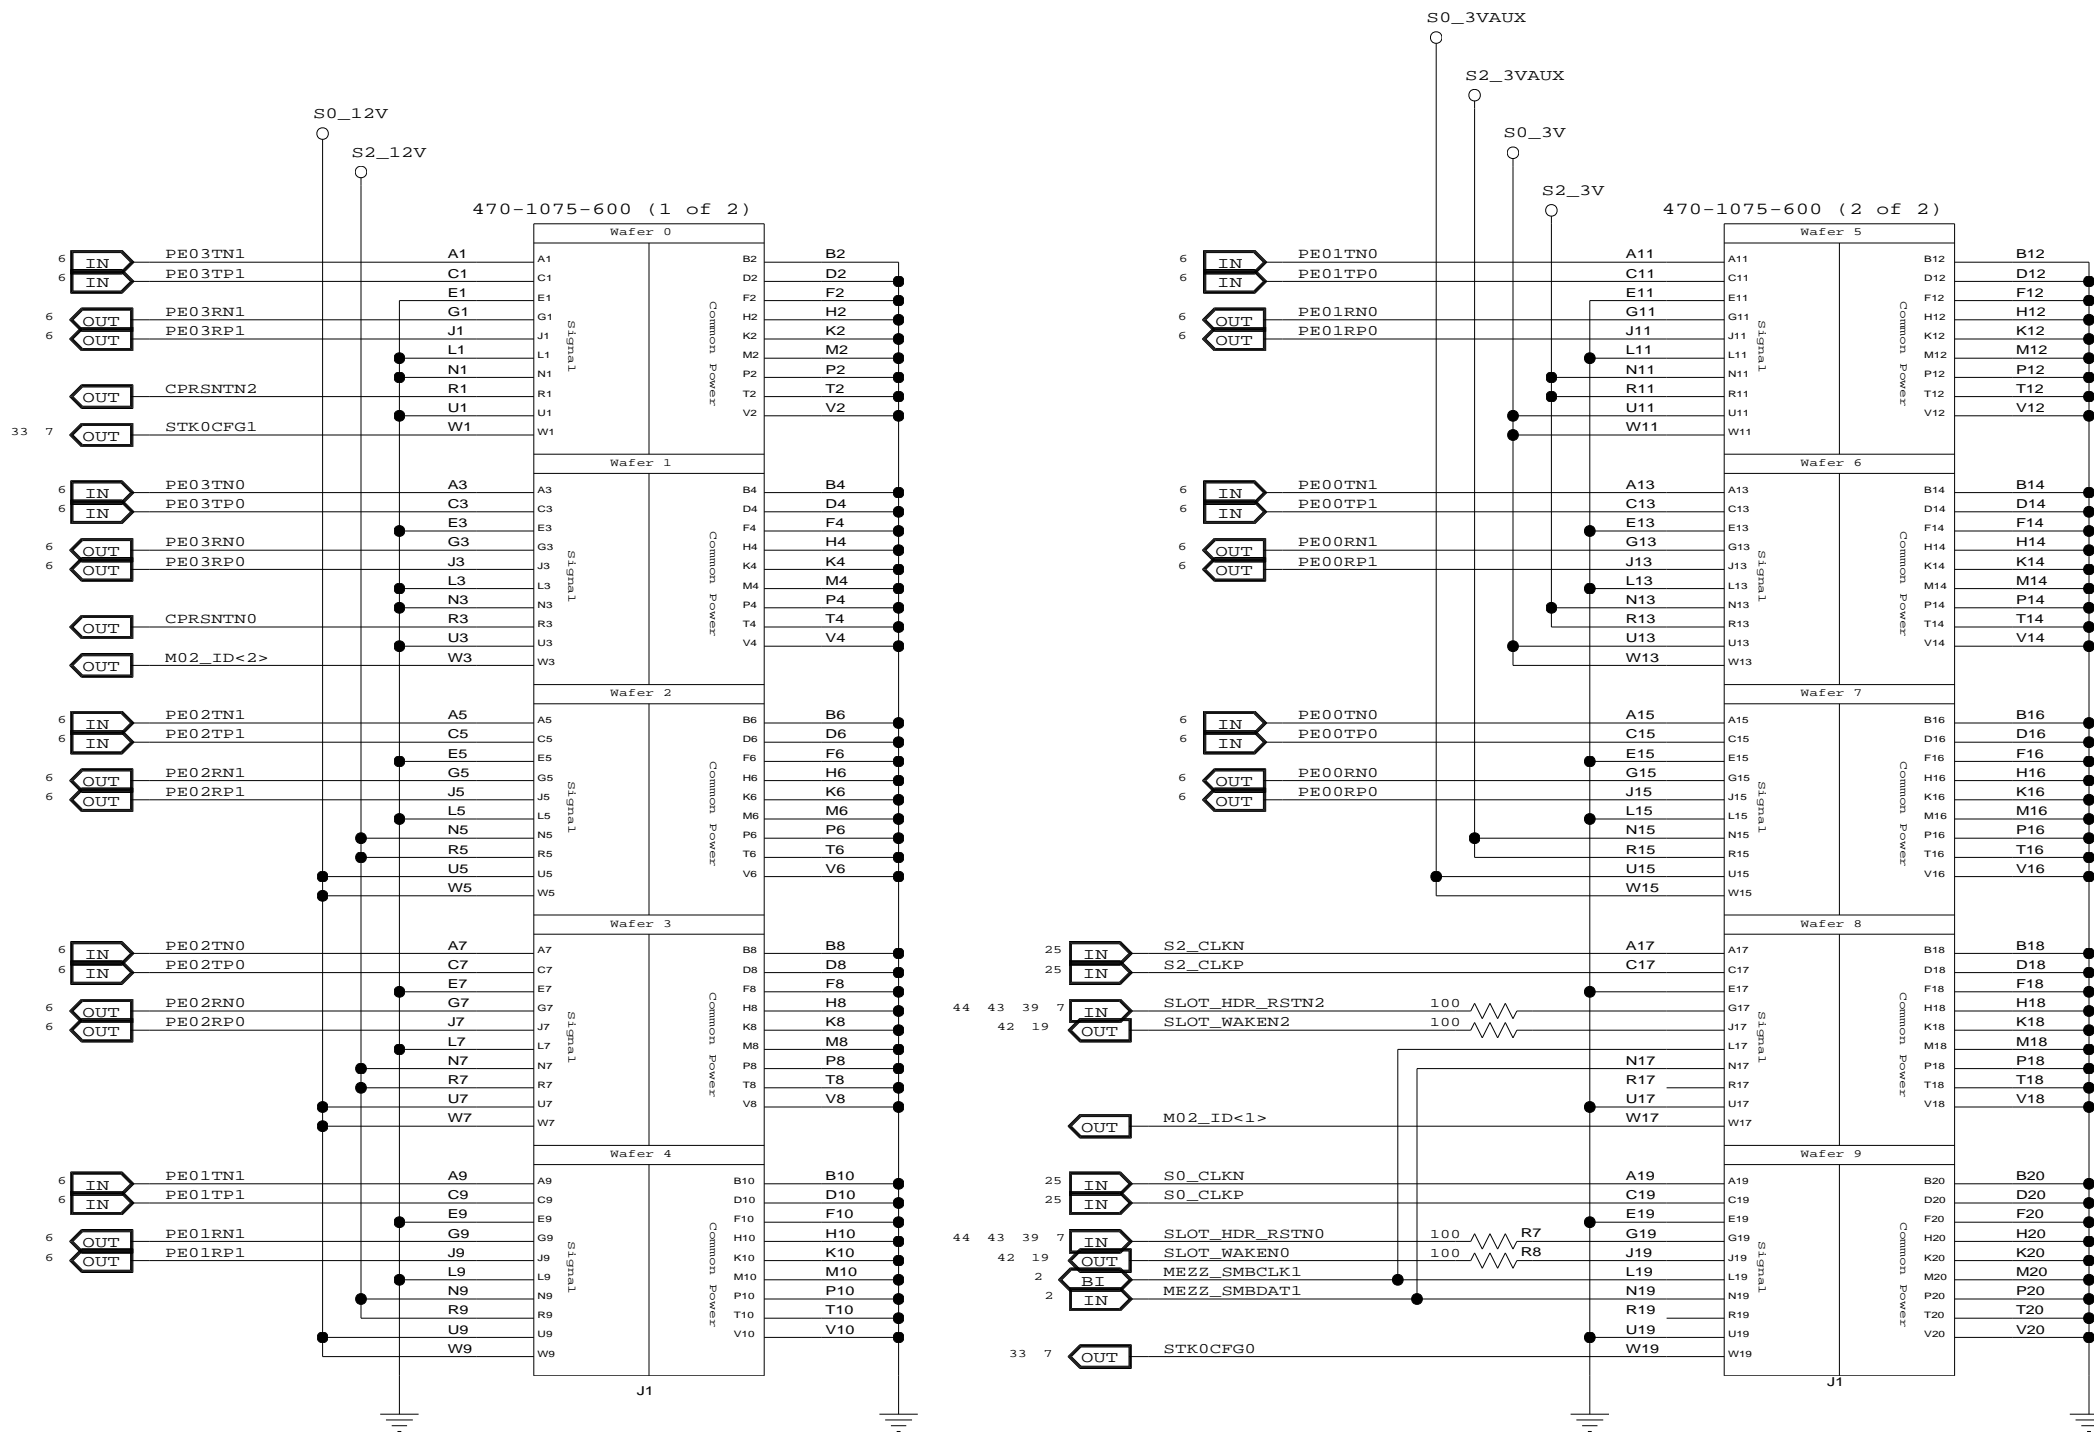 S0_3VAUX
S2_3VAUX
S0_12V
S0_3V
S2_12V
S2_3V
470-1075-600 (1 of 2)
Wafer 0
6 IN PE03TN1 A1 A1 B2 B2
6 IN PE03TP1 C1 C1 D2 D2
E1 E1 F2 F2
6 OUT PE03RN1 G1 G1 H2 H2
6 OUT PE03RP1 J1 J1 K2 K2
L1 L1 M2 M2
N1 N1 P2 P2
OUT CPRSNTN2 R1 R1 T2 T2
U1 U1 V2 V2
33 7 OUT STK0CFG1 W1 W1
Signal
Common Power
Wafer 1
6 IN PE03TN0 A3 A3 B4 B4
6 IN PE03TP0 C3 C3 D4 D4
E3 E3 F4 F4
6 OUT PE03RN0 G3 G3 H4 H4
6 OUT PE03RP0 J3 J3 K4 K4
L3 L3 M4 M4
N3 N3 P4 P4
OUT CPRSNTN0 R3 R3 T4 T4
U3 U3 V4 V4
OUT M02_ID<2> W3 W3
Signal
Common Power
Wafer 2
6 IN PE02TN1 A5 A5 B6 B6
6 IN PE02TP1 C5 C5 D6 D6
E5 E5 F6 F6
6 OUT PE02RN1 G5 G5 H6 H6
6 OUT PE02RP1 J5 J5 K6 K6
L5 L5 M6 M6
N5 N5 P6 P6
R5 R5 T6 T6
U5 U5 V6 V6
W5 W5
Signal
Common Power
Wafer 3
6 IN PE02TN0 A7 A7 B8 B8
6 IN PE02TP0 C7 C7 D8 D8
E7 E7 F8 F8
6 OUT PE02RN0 G7 G7 H8 H8
6 OUT PE02RP0 J7 J7 K8 K8
L7 L7 M8 M8
N7 N7 P8 P8
R7 R7 T8 T8
U7 U7 V8 V8
W7 W7
Signal
Common Power
Wafer 4
6 IN PE01TN1 A9 A9 B10 B10
6 IN PE01TP1 C9 C9 D10 D10
E9 E9 F10 F10
6 OUT PE01RN1 G9 G9 H10 H10
6 OUT PE01RP1 J9 J9 K10 K10
L9 L9 M10 M10
N9 N9 P10 P10
R9 R9 T10 T10
U9 U9 V10 V10
W9 W9
Signal
Common Power
J1
470-1075-600 (2 of 2)
Wafer 5
6 IN PE01TN0 A11 A11 B12 B12
6 IN PE01TP0 C11 C11 D12 D12
E11 E11 F12 F12
6 OUT PE01RN0 G11 G11 H12 H12
6 OUT PE01RP0 J11 J11 K12 K12
L11 L11 M12 M12
N11 N11 P12 P12
R11 R11 T12 T12
U11 U11 V12 V12
W11 W11
Signal
Common Power
Wafer 6
6 IN PE00TN1 A13 A13 B14 B14
6 IN PE00TP1 C13 C13 D14 D14
E13 E13 F14 F14
6 OUT PE00RN1 G13 G13 H14 H14
6 OUT PE00RP1 J13 J13 K14 K14
L13 L13 M14 M14
N13 N13 P14 P14
R13 R13 T14 T14
U13 U13 V14 V14
W13 W13
Signal
Common Power
Wafer 7
6 IN PE00TN0 A15 A15 B16 B16
6 IN PE00TP0 C15 C15 D16 D16
E15 E15 F16 F16
6 OUT PE00RN0 G15 G15 H16 H16
6 OUT PE00RP0 J15 J15 K16 K16
L15 L15 M16 M16
N15 N15 P16 P16
R15 R15 T16 T16
U15 U15 V16 V16
W15 W15
Signal
Common Power
Wafer 8
25 IN S2_CLKN A17 A17 B18 B18
25 IN S2_CLKP C17 C17 D18 D18
E17 F18 F18
44 43 39 7 IN SLOT_HDR_RSTN2 100 G17 H18 H18
42 19 OUT SLOT_WAKEN2 100 J17 K18 K18
L17 M18 M18
N17 N17 P18 P18
R17 R17 T18 T18
U17 U17 V18 V18
OUT M02_ID<1> W17 W17
Signal
Common Power
Wafer 9
25 IN S0_CLKN A19 A19 B20 B20
25 IN S0_CLKP C19 C19 D20 D20
E19 E19 F20 F20
44 43 39 7 IN SLOT_HDR_RSTN0 100 R7 G19 G19 H20 H20
42 19 OUT SLOT_WAKEN0 100 R8 J19 J19 K20 K20
2 BI MEZZ_SMBCLK1 L19 L19 M20 M20
2 IN MEZZ_SMBDAT1 N19 N19 P20 P20
R19 R19 T20 T20
U19 U19 V20 V20
33 7 OUT STK0CFG0 W19 W19
Signal
Common Power
J1